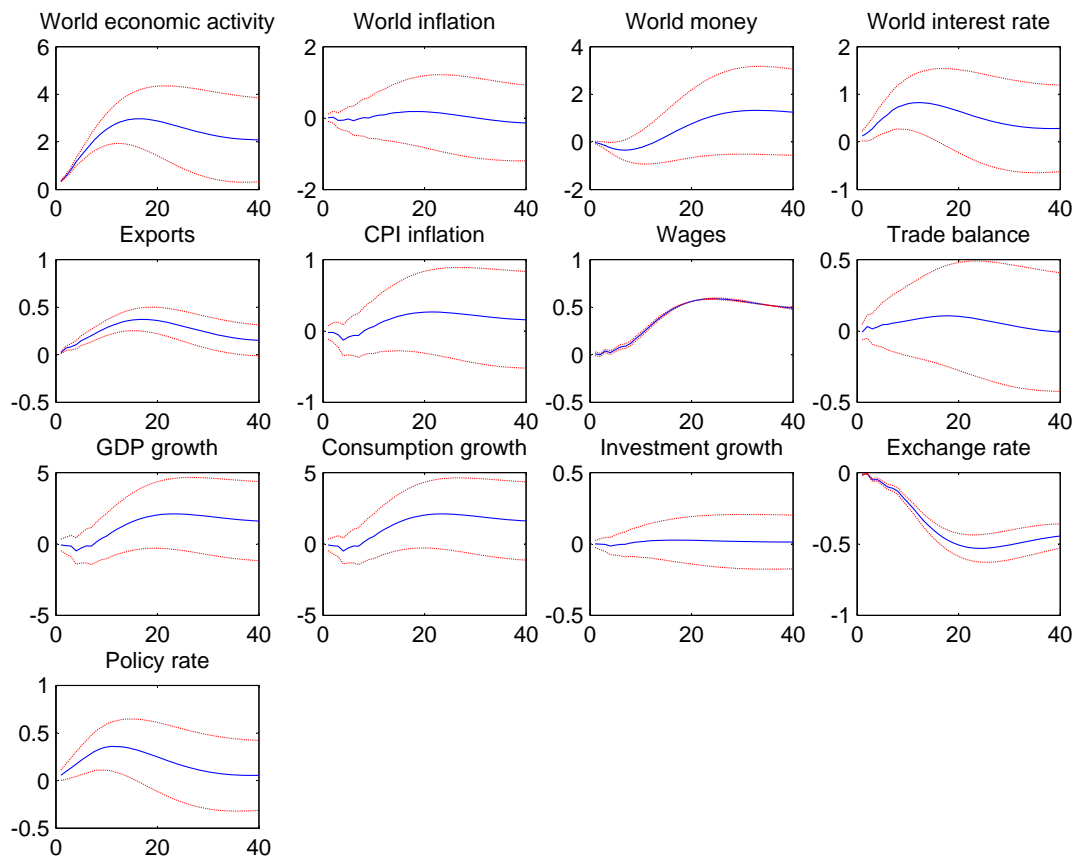 World economic activity World inflation World money World interest rate
6 2 4 2
4 1
0 2
2 0 0
0 -2 -2 -1
0 20 40 0 20 40 0 20 40 0 20 40
Exports CPI inflation Wages Trade balance
1 1 1 0.5
0.5 0.5
0 0
0 0
-0.5 -1 -0.5 -0.5
0 20 40 0 20 40 0 20 40 0 20 40
GDP growth Consumption growth Investment growth Exchange rate
5 5 0.5 0
0 0 0 -0.5
-5 -5 -0.5 -1
0 20 40 0 20 40 0 20 40 0 20 40
Policy rate
1
0.5
0
-0.5
0 20 40